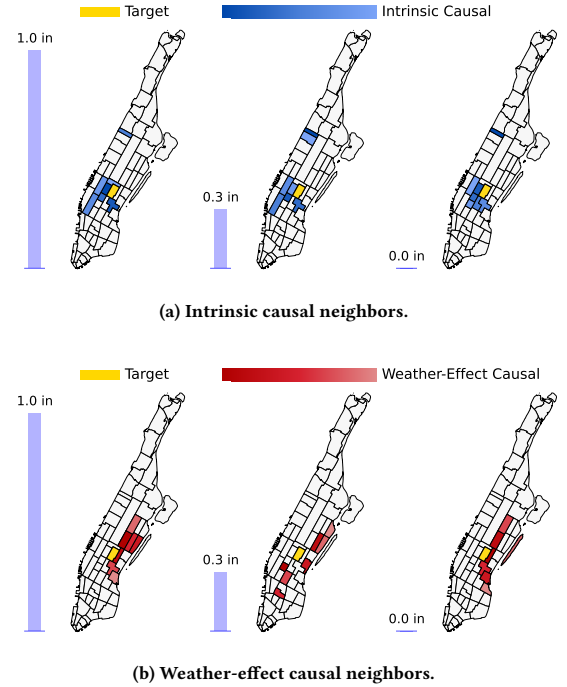 Target
Intrinsic Causal
1.0 in
0.3 in
0.0 in
(a) Intrinsic causal neighbors.
Target
Weather-Effect Causal
1.0 in
0.3 in
0.0 in
(b) Weather-effect causal neighbors.